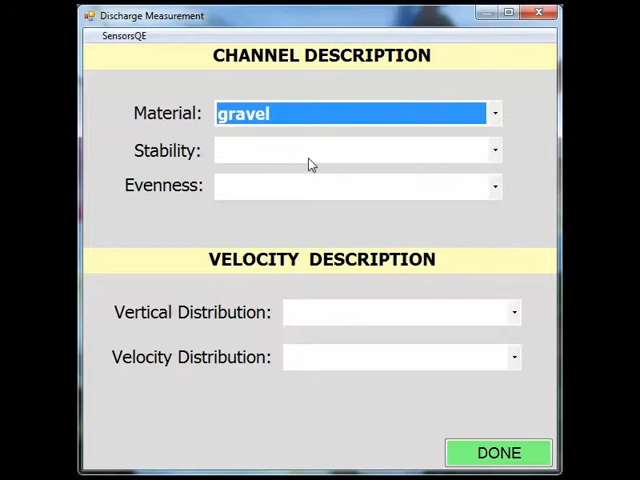 Discharge Measurement
SensorsQE
CHANNEL DESCRIPTION
Material: gravel
Stability:
Evenness:
VELOCITY DESCRIPTION
Vertical Distribution:
Velocity Distribution:
DONE